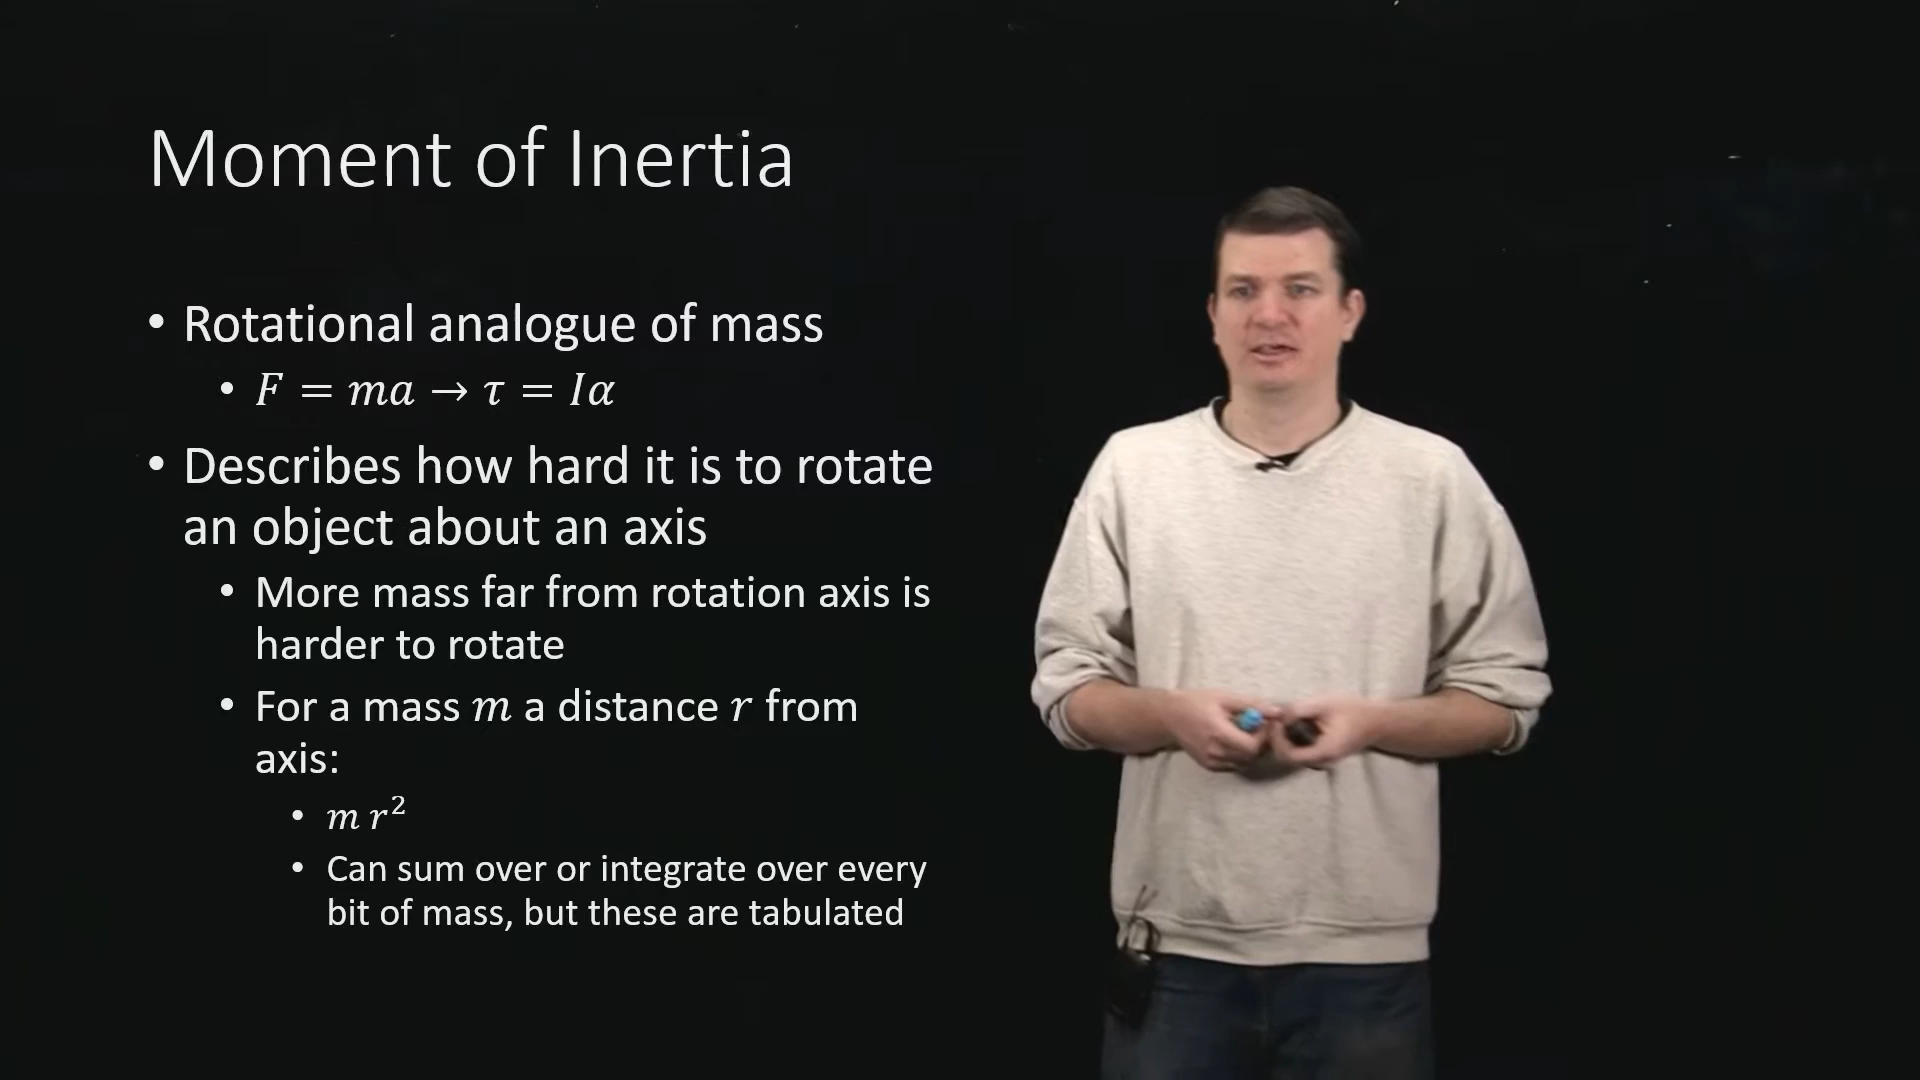 Moment of Inertia
• Rotational analogue of mass
• F = ma → τ = Iα
• Describes how hard it is to rotate
an object about an axis
• More mass far from rotation axis is
harder to rotate
• For a mass m a distance r from
axis:
• m r²
• Can sum over or integrate over every
bit of mass, but these are tabulated